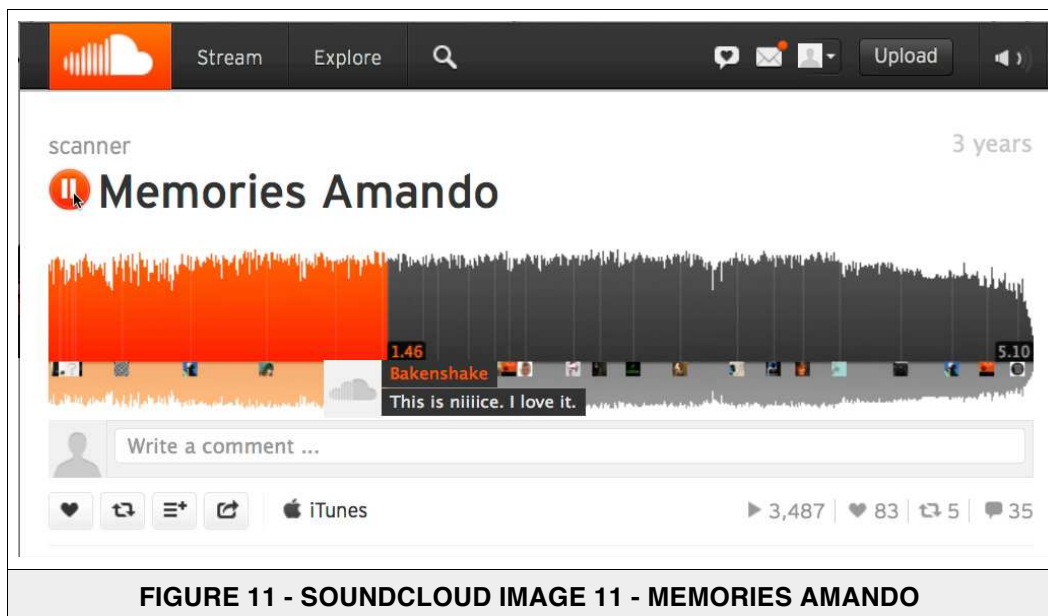 Stream Explore Upload
scanner 3 years
Memories Amando
1.46 5.10
Bakenshake
This is niiiice. I love it.
Write a comment ...
iTunes 3,487 83 5 35
FIGURE 11 - SOUNDCLOUD IMAGE 11 - MEMORIES AMANDO